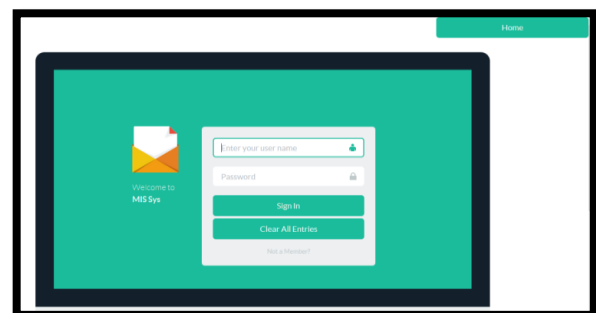 Home
Enter your user name
Password
Welcome to
MIS Sys
Sign In
Clear All Entries
Not a Member?